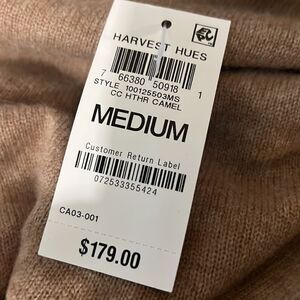 HARVEST HUES
7 66380 50918 1
STYLE 100125503MS
CC HTHR CAMEL
MEDIUM
Customer Return Label
072533355424
CA03-001
$179.00